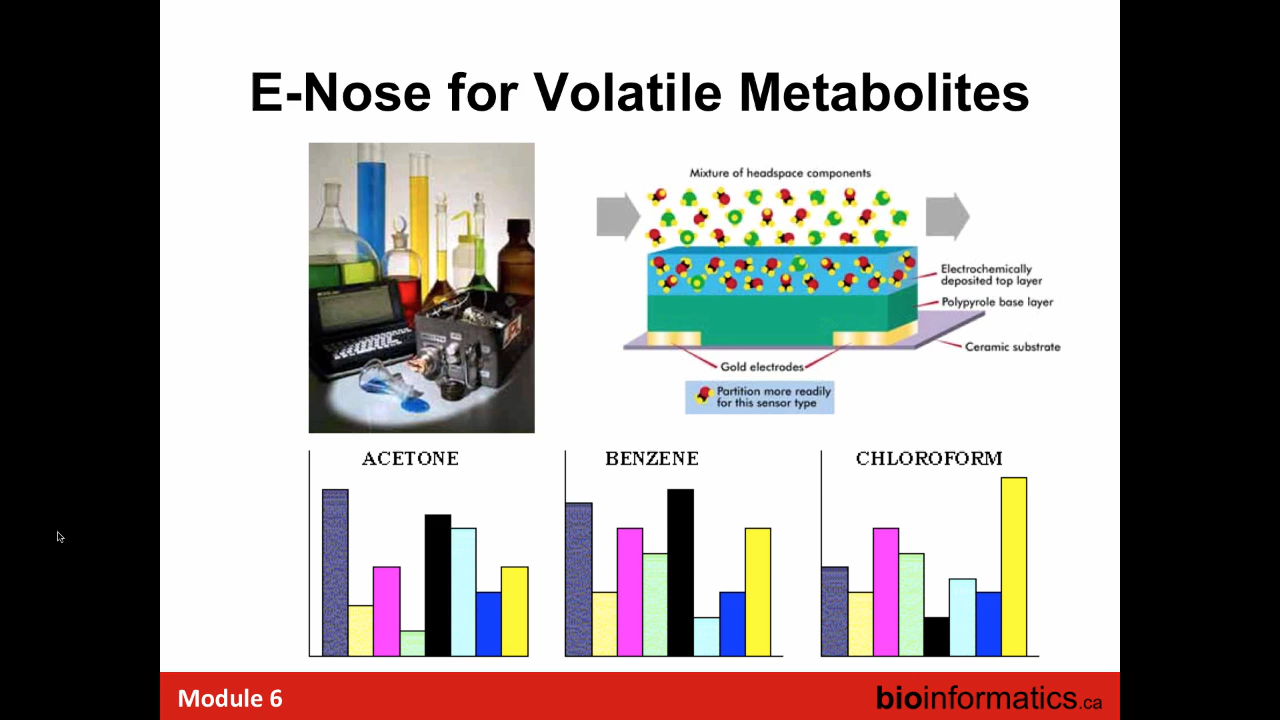 E-Nose for Volatile Metabolites
Mixture of headspace components
Electrochemically
deposited top layer
Polypyrole base layer
Ceramic substrate
Gold electrodes
Partition more readily
for this sensor type
ACETONE
BENZENE
CHLOROFORM
Module 6
bioinformatics.ca